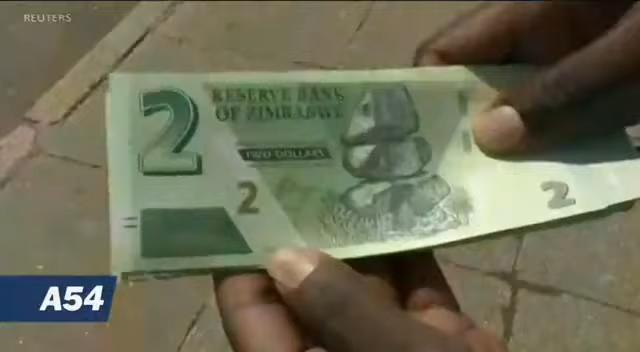 REUTERS
2
RESERVE BANK
OF ZIMBABWE
TWO DOLLARS
2
2
A54